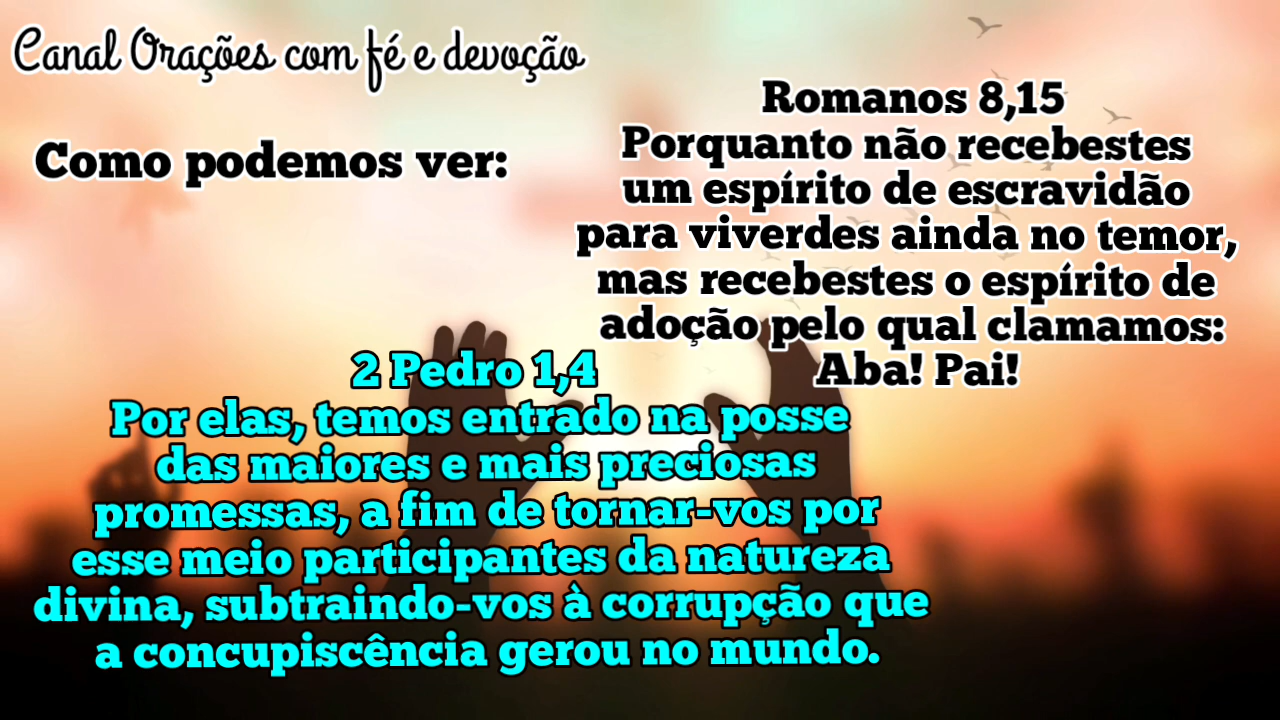 Canal Orações com fé e devoção
Como podemos ver:
Romanos 8,15
Porquanto não recebestes
um espírito de escravidão
para viverdes ainda no temor,
mas recebestes o espírito de
adoção pelo qual clamamos:
Aba! Pai!
2 Pedro 1,4
Por elas, temos entrado na posse
das maiores e mais preciosas
promessas, a fim de tornar-vos por
esse meio participantes da natureza
divina, subtraindo-vos à corrupção que
a concupiscência gerou no mundo.